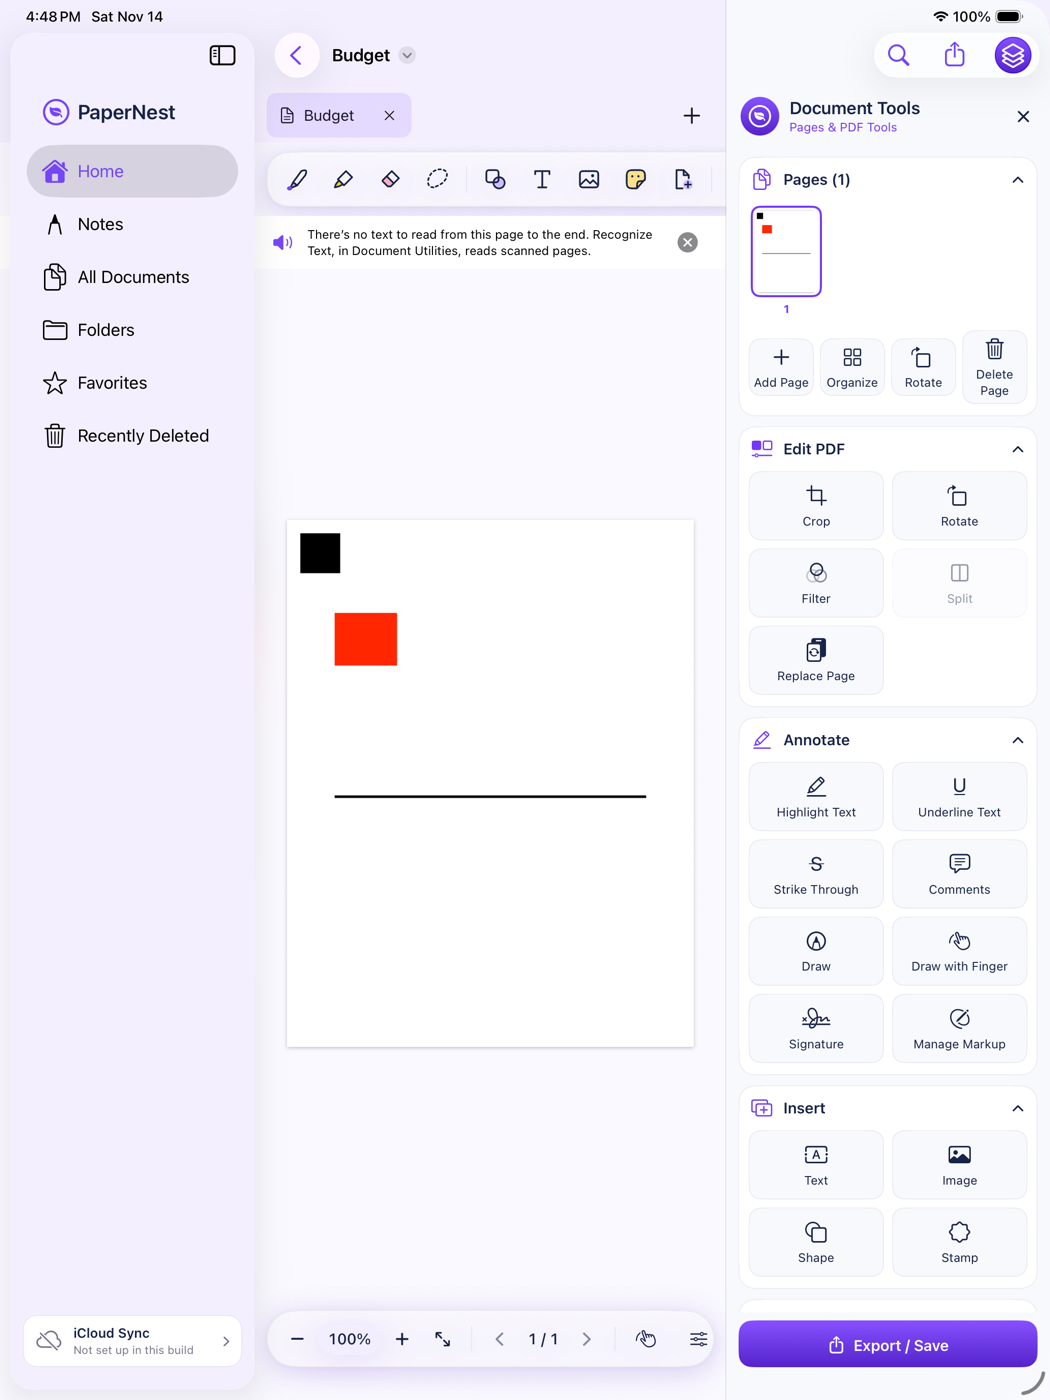 4:48 PM Sat Nov 14
100%
PaperNest
Home
Notes
All Documents
Folders
Favorites
Recently Deleted
iCloud Sync
Not set up in this build
Budget
Budget
There's no text to read from this page to the end. Recognize
Text, in Document Utilities, reads scanned pages.
100%
1 / 1
Document Tools
Pages & PDF Tools
Pages (1)
1
Add Page
Organize
Rotate
Delete
Page
Edit PDF
Crop
Rotate
Filter
Split
Replace Page
Annotate
Highlight Text
Underline Text
Strike Through
Comments
Draw
Draw with Finger
Signature
Manage Markup
Insert
Text
Image
Shape
Stamp
Export / Save